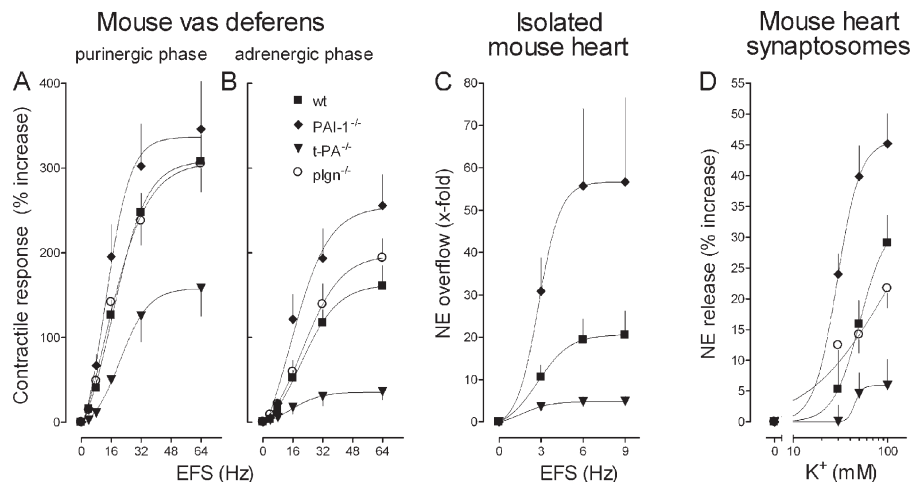 Mouse vas deferens
purinergic phase
adrenergic phase
Isolated
mouse heart
Mouse heart
synaptosomes
A
B
C
D
Contractile response (% increase)
400
300
200
100
0
0 16 32 48 64
EFS (Hz)
0 16 32 48 64
wt
PAI-1-/-
t-PA-/-
plgn-/-
NE overflow (x-fold)
80
70
60
50
40
30
20
10
0
0 3 6 9
EFS (Hz)
NE release (% increase)
55
50
45
40
35
30
25
20
15
10
5
0
0 10 100
K+ (mM)